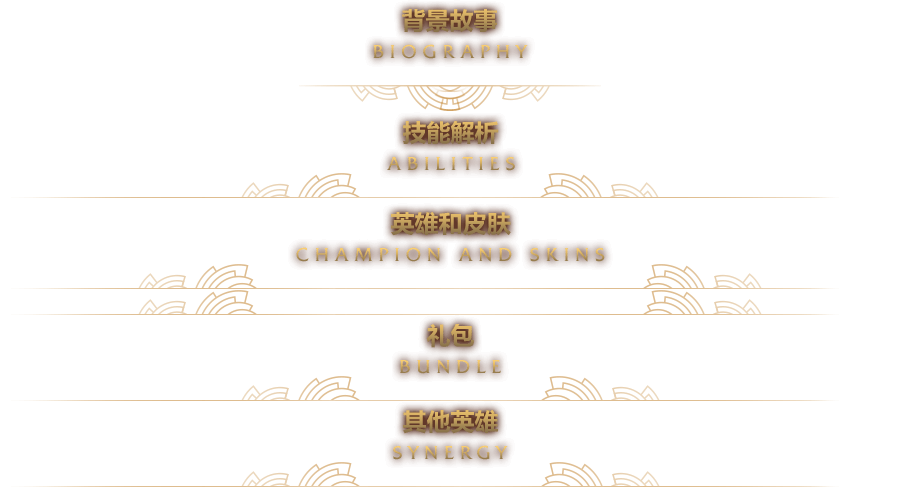 背景故事
BIOGRAPHY
技能解析
ABILITIES
英雄和皮肤
CHAMPION AND SKINS
礼包
BUNDLE
其他英雄
SYNERGY